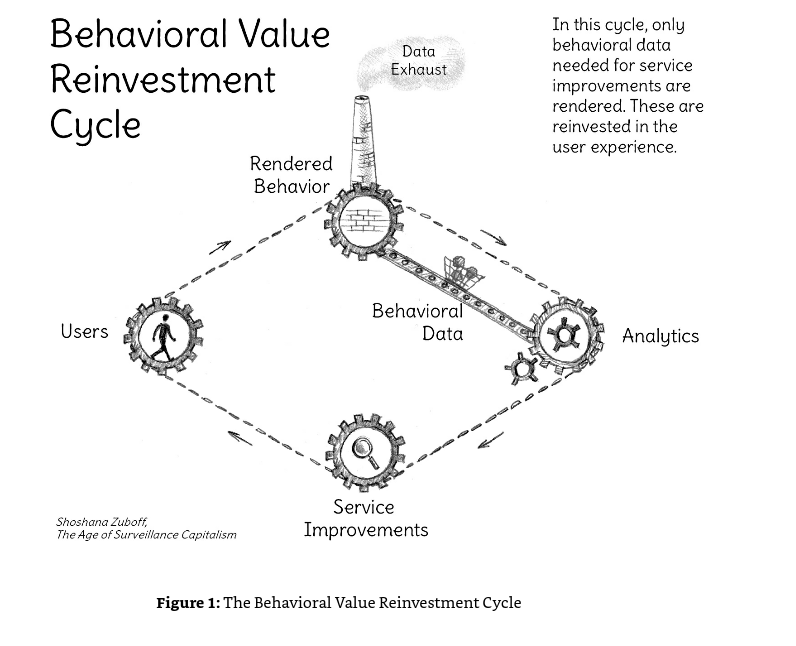 Behavioral Value
Reinvestment
Cycle
Data
Exhaust
In this cycle, only
behavioral data
needed for service
improvements are
rendered. These are
reinvested in the
user experience.
Rendered
Behavior
Users
Behavioral
Data
Analytics
Service
Improvements
Shoshana Zuboff,
The Age of Surveillance Capitalism
Figure 1: The Behavioral Value Reinvestment Cycle